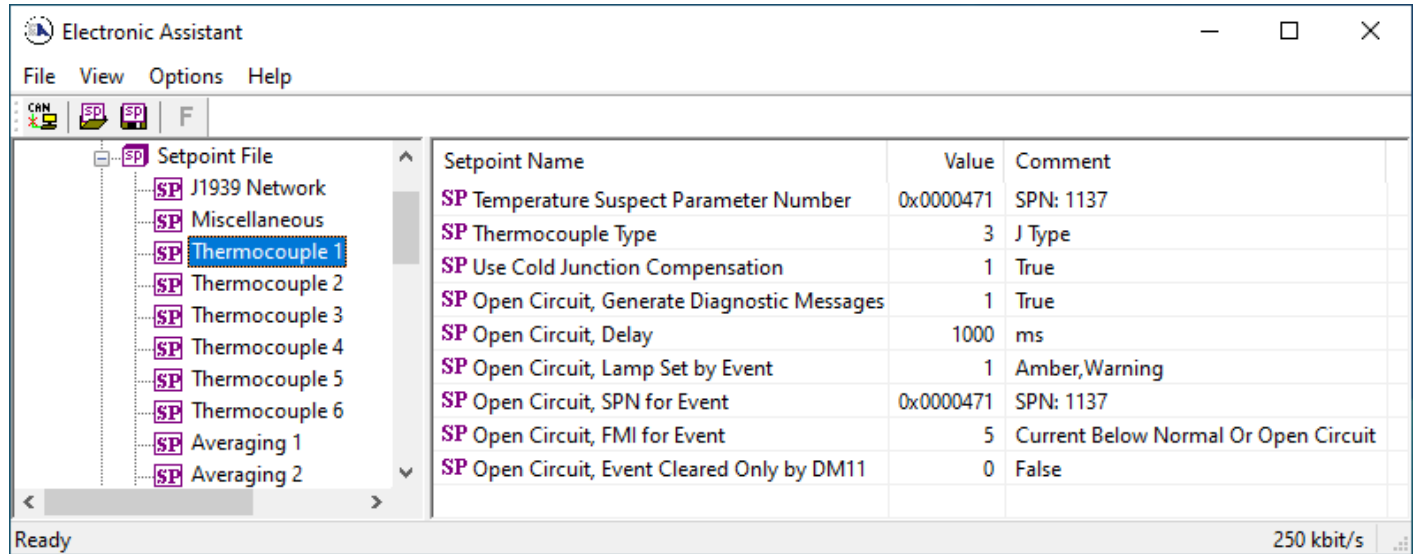 Electronic Assistant
File View Options Help
CAN SP SP F
SP Setpoint File
SP J1939 Network
SP Miscellaneous
SP Thermocouple 1
SP Thermocouple 2
SP Thermocouple 3
SP Thermocouple 4
SP Thermocouple 5
SP Thermocouple 6
SP Averaging 1
SP Averaging 2
Setpoint Name Value Comment
SP Temperature Suspect Parameter Number 0x0000471 SPN: 1137
SP Thermocouple Type 3 J Type
SP Use Cold Junction Compensation 1 True
SP Open Circuit, Generate Diagnostic Messages 1 True
SP Open Circuit, Delay 1000 ms
SP Open Circuit, Lamp Set by Event 1 Amber,Warning
SP Open Circuit, SPN for Event 0x0000471 SPN: 1137
SP Open Circuit, FMI for Event 5 Current Below Normal Or Open Circuit
SP Open Circuit, Event Cleared Only by DM11 0 False
Ready 250 kbit/s